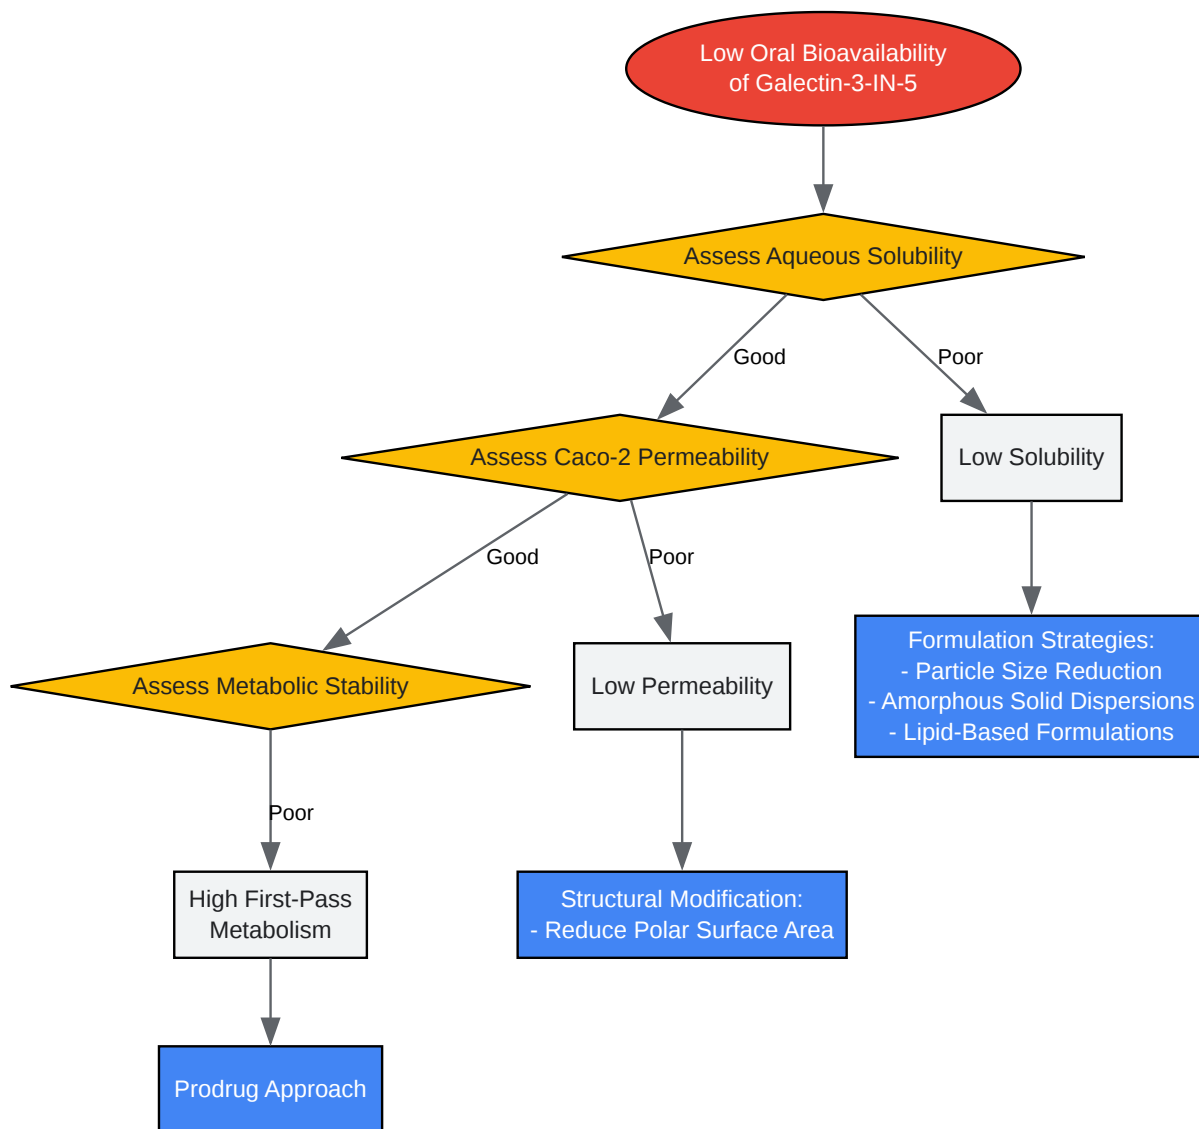 Low Oral Bioavailability
of Galectin-3-IN-5
Assess Aqueous Solubility
Good
Poor
Assess Caco-2 Permeability
Low Solubility
Good
Poor
Formulation Strategies:
- Particle Size Reduction
- Amorphous Solid Dispersions
- Lipid-Based Formulations
Assess Metabolic Stability
Low Permeability
Poor
High First-Pass
Metabolism
Structural Modification:
- Reduce Polar Surface Area
Prodrug Approach